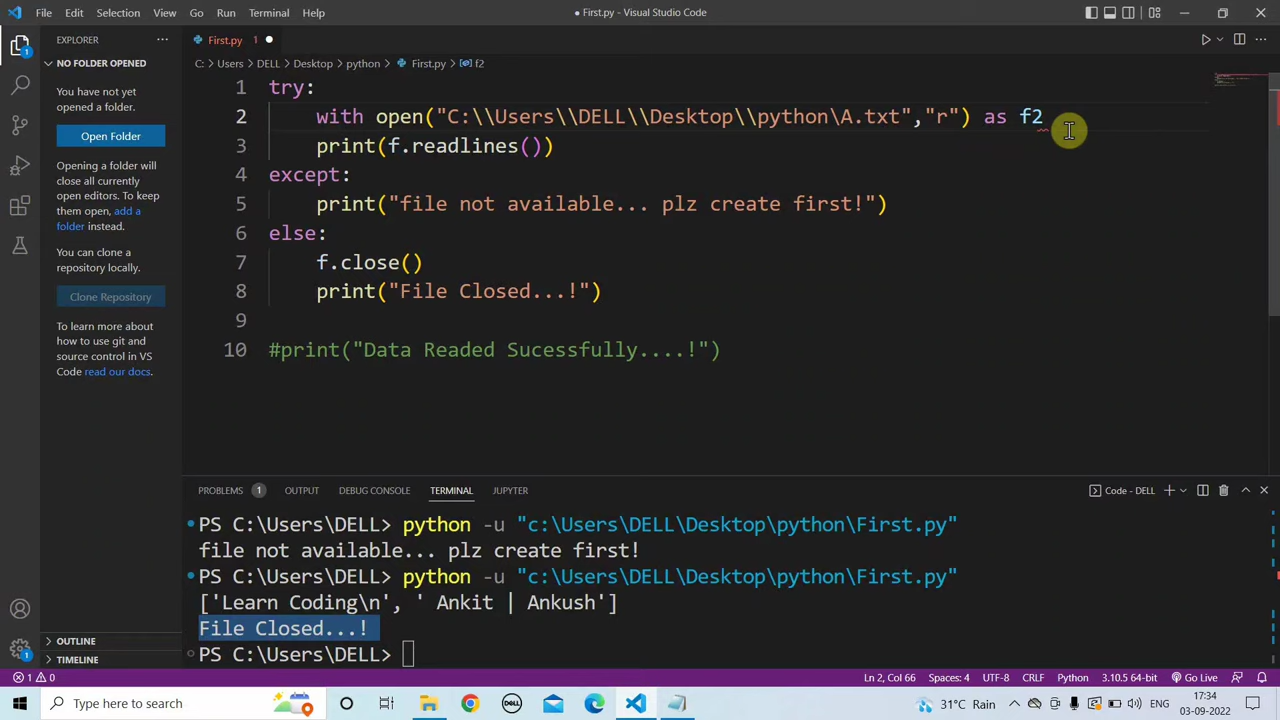 File Edit Selection View Go Run Terminal Help
● First.py - Visual Studio Code
EXPLORER
NO FOLDER OPENED
You have not yet
opened a folder.
Open Folder
Opening a folder will
close all currently
open editors. To keep
them open, add a
folder instead.
You can clone a
repository locally.
Clone Repository
To learn more about
how to use git and
source control in VS
Code read our docs.
OUTLINE
TIMELINE
First.py 1
C: > Users > DELL > Desktop > python > First.py > f2
1 try:
2 with open("C:\\Users\\DELL\\Desktop\\python\A.txt","r") as f2
3 print(f.readlines())
4 except:
5 print("file not available... plz create first!")
6 else:
7 f.close()
8 print("File Closed...!")
9
10 #print("Data Readed Sucessfully....!")
PROBLEMS 1 OUTPUT DEBUG CONSOLE TERMINAL JUPYTER
Code - DELL
PS C:\Users\DELL> python -u "c:\Users\DELL\Desktop\python\First.py"
file not available... plz create first!
PS C:\Users\DELL> python -u "c:\Users\DELL\Desktop\python\First.py"
['Learn Coding\n', ' Ankit | Ankush']
File Closed...!
PS C:\Users\DELL>
1 0
Ln 2, Col 66 Spaces: 4 UTF-8 CRLF Python 3.10.5 64-bit Go Live
Type here to search
DELL
31°C Rain
ENG
17:34
03-09-2022